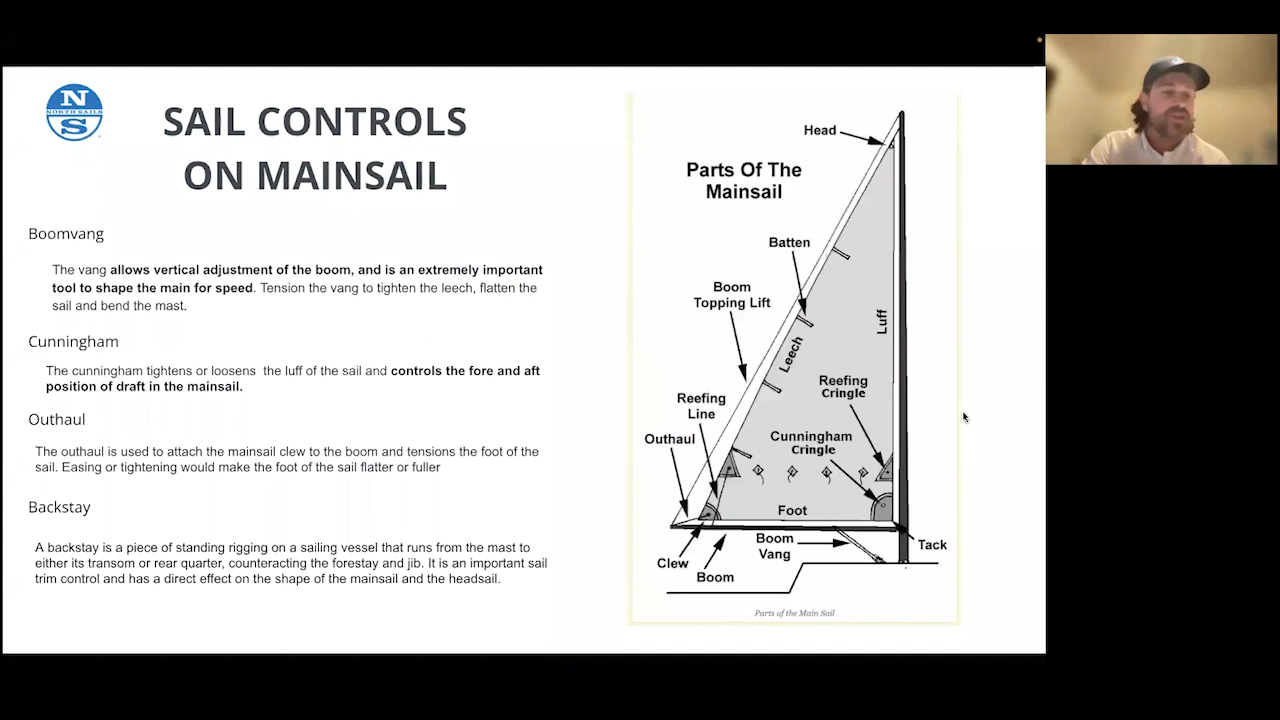 N
NORTH SAILS
S
SAIL CONTROLS
ON MAINSAIL
Boomvang
The vang allows vertical adjustment of the boom, and is an extremely important
tool to shape the main for speed. Tension the vang to tighten the leech, flatten the
sail and bend the mast.
Cunningham
The cunningham tightens or loosens  the luff of the sail and controls the fore and aft
position of draft in the mainsail.
Outhaul
The outhaul is used to attach the mainsail clew to the boom and tensions the foot of the
sail. Easing or tightening would make the foot of the sail flatter or fuller
Backstay
A backstay is a piece of standing rigging on a sailing vessel that runs from the mast to
either its transom or rear quarter, counteracting the forestay and jib. It is an important sail
trim control and has a direct effect on the shape of the mainsail and the headsail.
Head
Parts Of The
Mainsail
Batten
Boom
Topping Lift
Luff
Leech
Reefing
Cringle
Reefing
Line
Outhaul
Cunningham
Cringle
Foot
Boom
Vang
Tack
Clew
Boom
Parts of the Main Sail